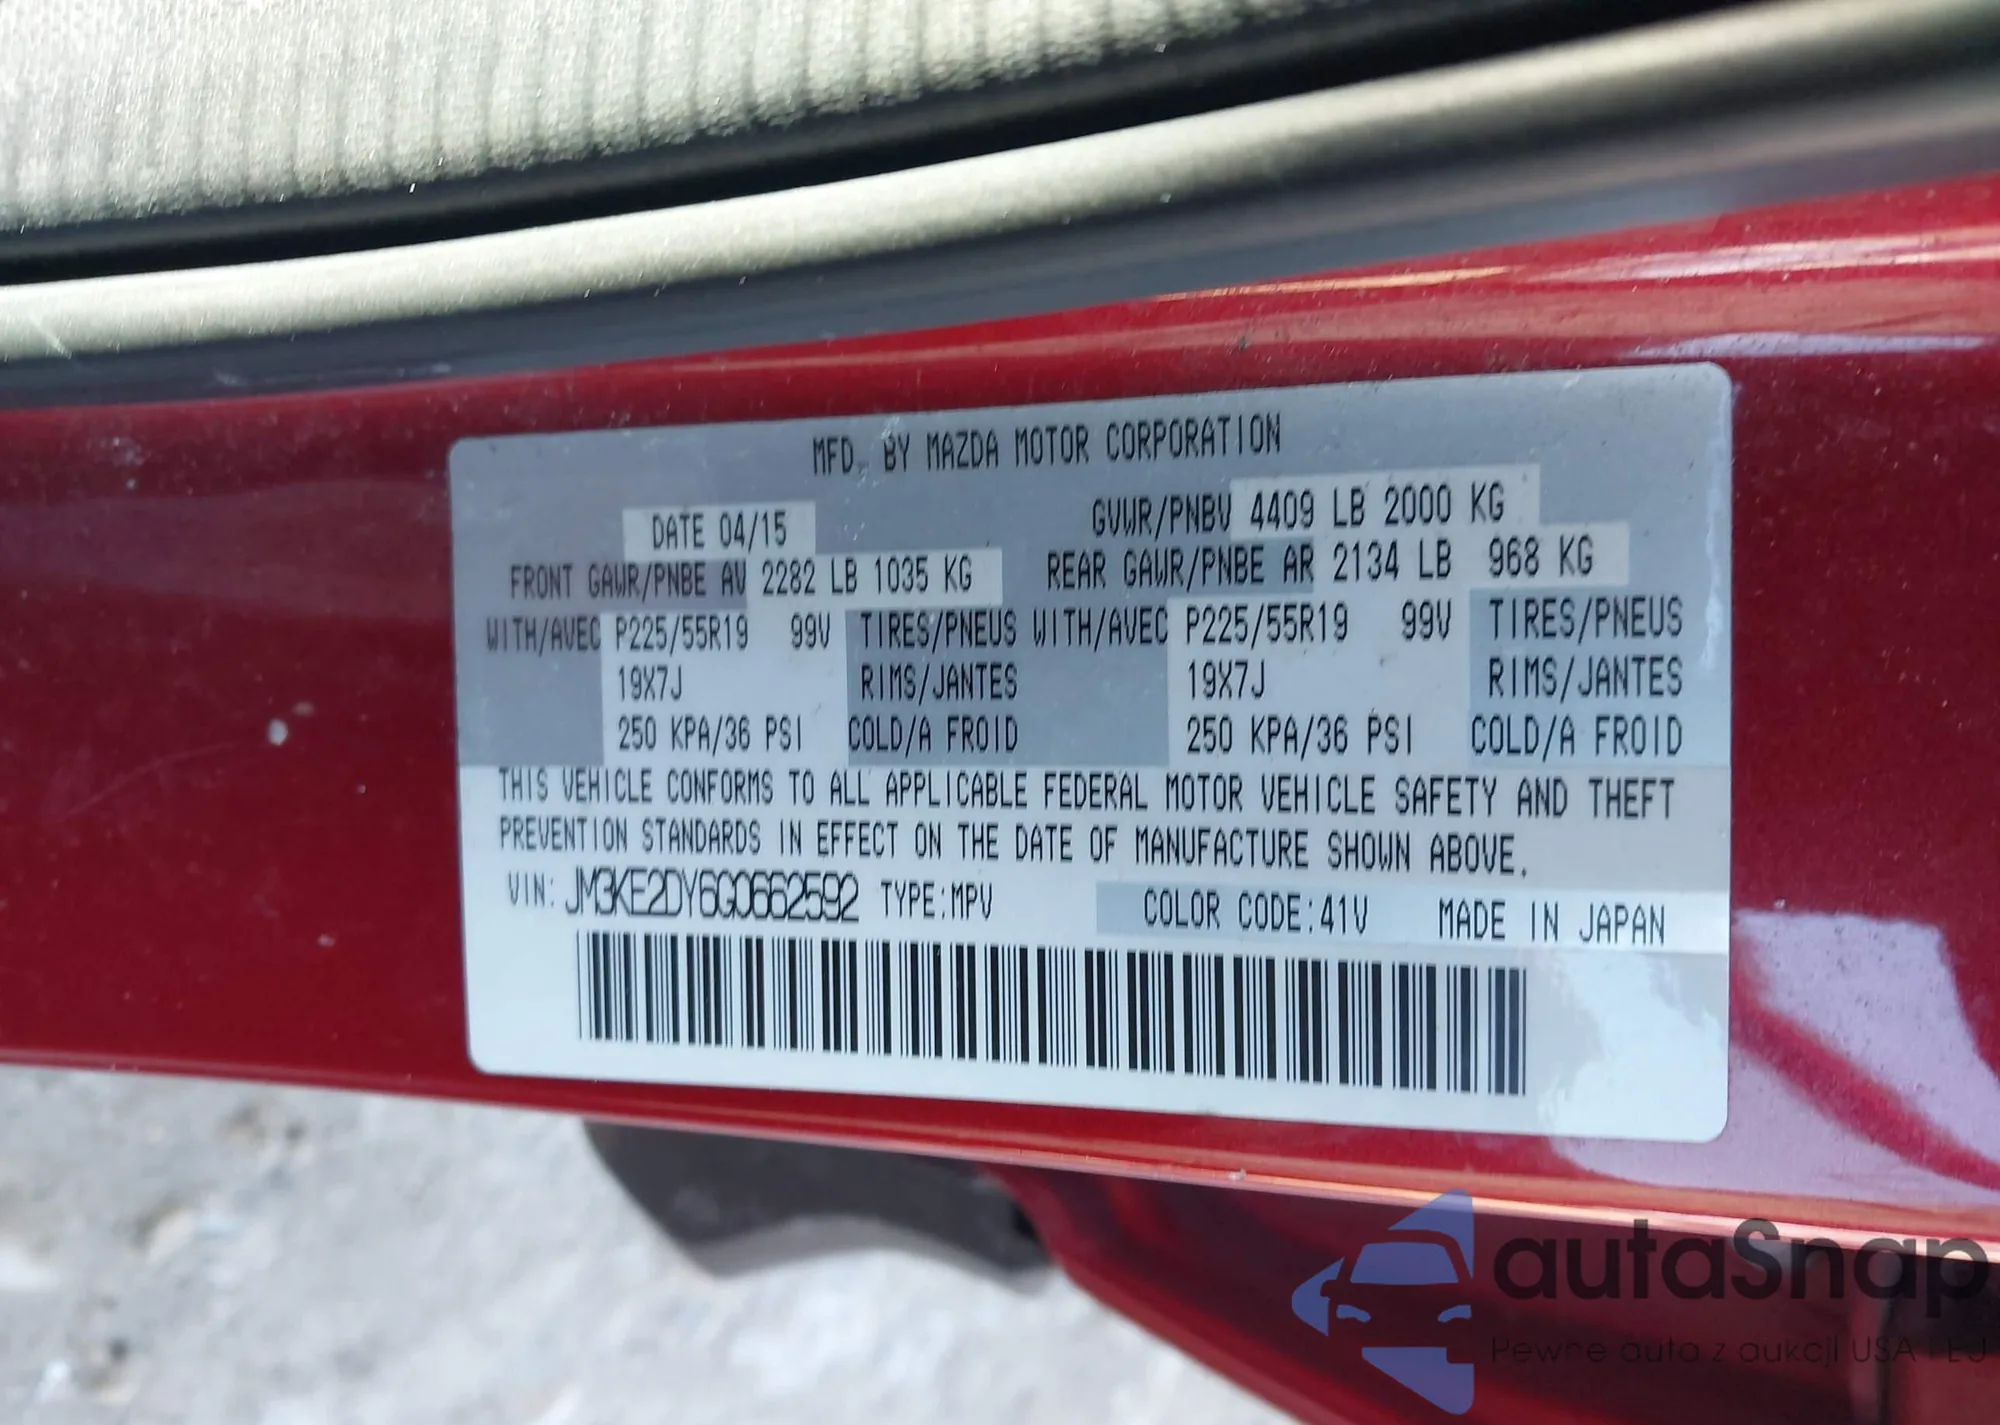 MFD. BY MAZDA MOTOR CORPORATION
DATE 04/15 GVWR/PNBV 4409 LB 2000 KG
FRONT GAWR/PNBE AV 2282 LB 1035 KG REAR GAWR/PNBE AR 2134 LB 968 KG
WITH/AVEC P225/55R19 99V TIRES/PNEUS WITH/AVEC P225/55R19 99V TIRES/PNEUS
19X7J RIMS/JANTES 19X7J RIMS/JANTES
250 KPA/36 PSI COLD/A FROID 250 KPA/36 PSI COLD/A FROID
THIS VEHICLE CONFORMS TO ALL APPLICABLE FEDERAL MOTOR VEHICLE SAFETY AND THEFT
PREVENTION STANDARDS IN EFFECT ON THE DATE OF MANUFACTURE SHOWN ABOVE.
VIN: JM3KE2DY6G0662592 TYPE:MPV COLOR CODE:41V MADE IN JAPAN
autaSnap
Pewne auto z aukcji USA i EU